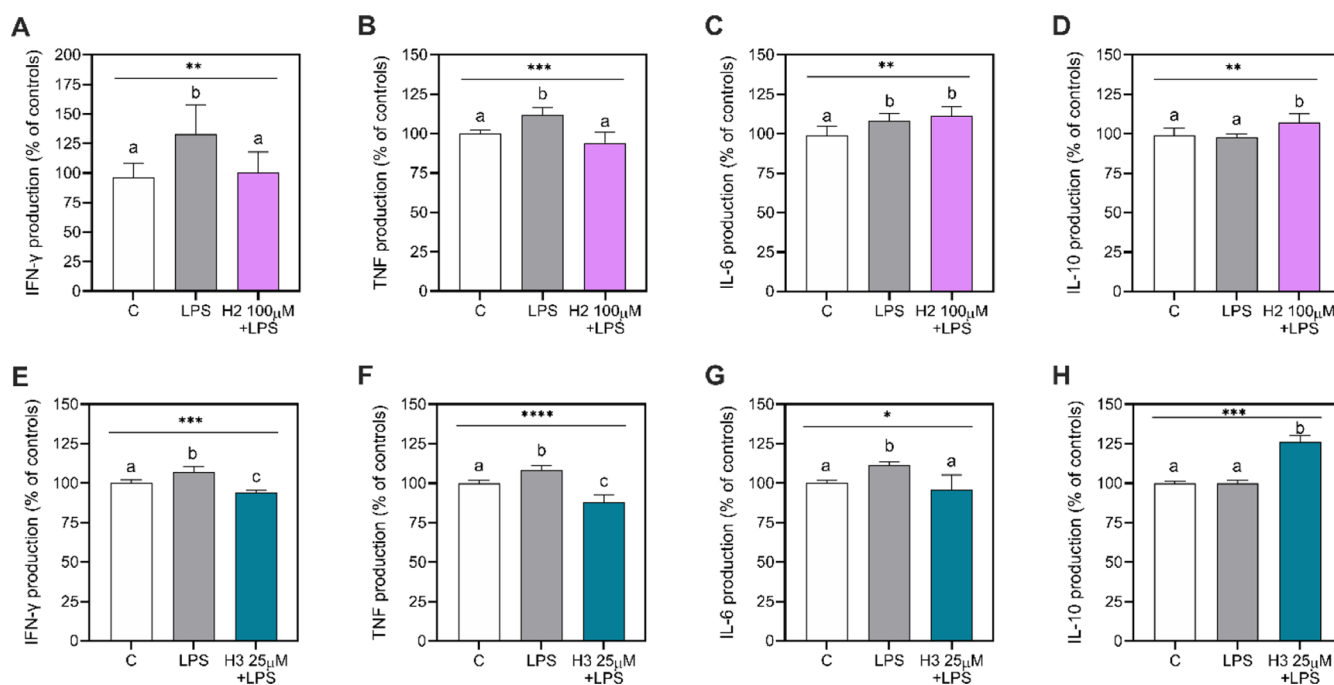 A
IFN-γ production (% of controls)
200
175
150
125
100
75
50
25
0
**
a
b
a
C
LPS
H2 100μM
+LPS
B
TNF production (% of controls)
150
125
100
75
50
25
0
***
a
b
a
C
LPS
H2 100μM
+LPS
C
IL-6 production (% of controls)
150
125
100
75
50
25
0
**
a
b
b
C
LPS
H2 100μM
+LPS
D
IL-10 production (% of controls)
150
125
100
75
50
25
0
**
a
a
b
C
LPS
H2 100μM
+LPS
E
IFN-γ production (% of controls)
150
125
100
75
50
25
0
***
a
b
c
C
LPS
H3 25μM
+LPS
F
TNF production (% of controls)
150
125
100
75
50
25
0
****
a
b
c
C
LPS
H3 25μM
+LPS
G
IL-6 production (% of controls)
150
125
100
75
50
25
0
*
a
b
a
C
LPS
H3 25μM
+LPS
H
IL-10 production (% of controls)
150
125
100
75
50
25
0
***
a
a
b
C
LPS
H3 25μM
+LPS